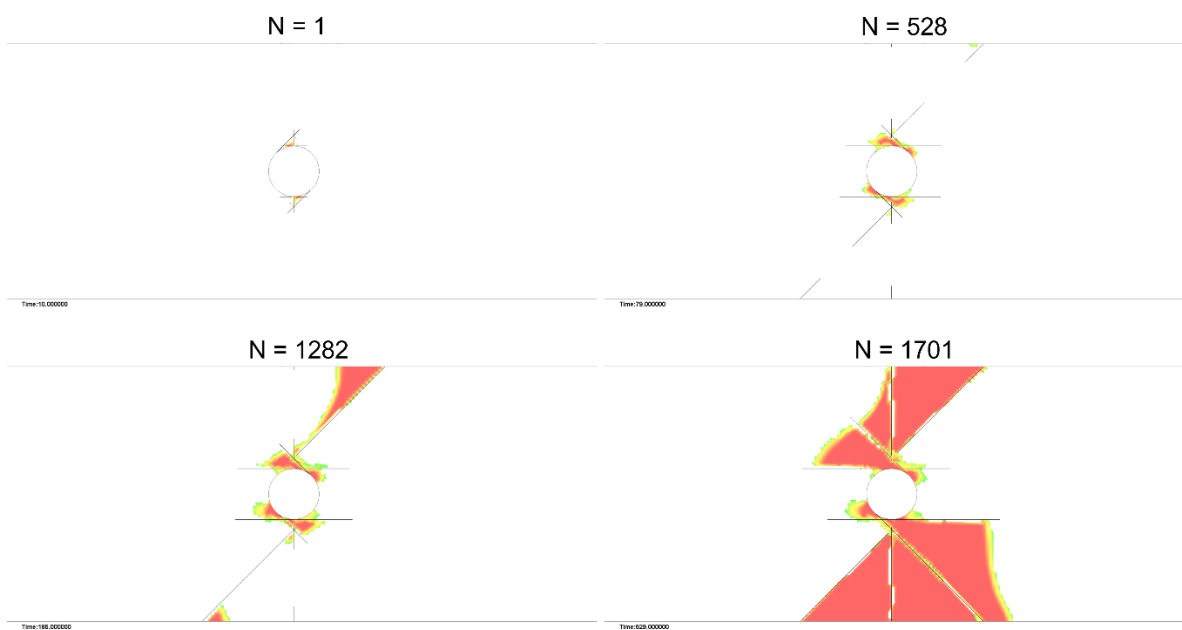 N = 1
N = 528
Time:10.000000
Time:79.000000
N = 1282
N = 1701
Time:186.000000
Time:629.000000